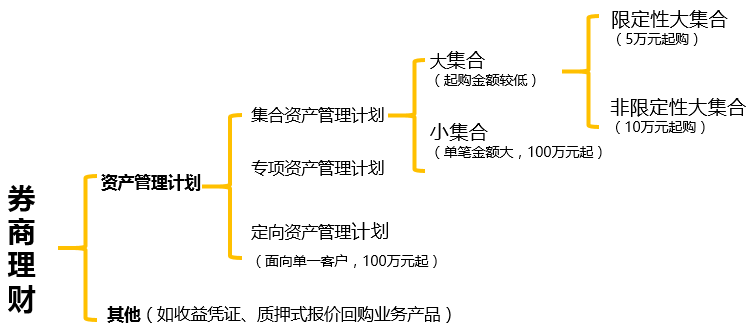 券商理财
资产管理计划
集合资产管理计划
大集合
（起购金额较低）
限定性大集合
（5万元起购）
非限定性大集合
（10万元起购）
小集合
（单笔金额大，100万元起）
专项资产管理计划
定向资产管理计划
（面向单一客户，100万元起）
其他（如收益凭证、质押式报价回购业务产品）